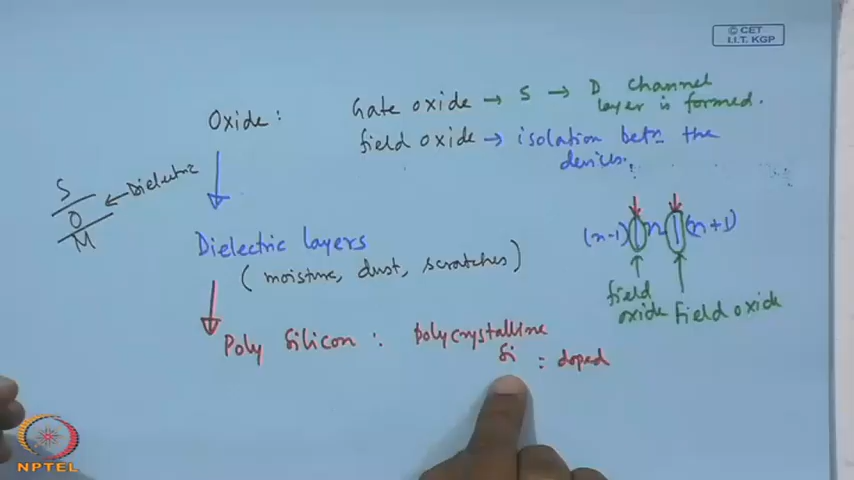 © CET
I.I.T. KGP
Oxide :
Gate oxide → S → D channel
layer is formed.
field oxide → isolation betn the
devices.
S
O
M
← Dielectric
Dielectric layers
(moisture, dust, scratches)
(n-1) | n | (n+1)
field
oxide
Field oxide
Poly Silicon : Polycrystalline
Si : doped
NPTEL